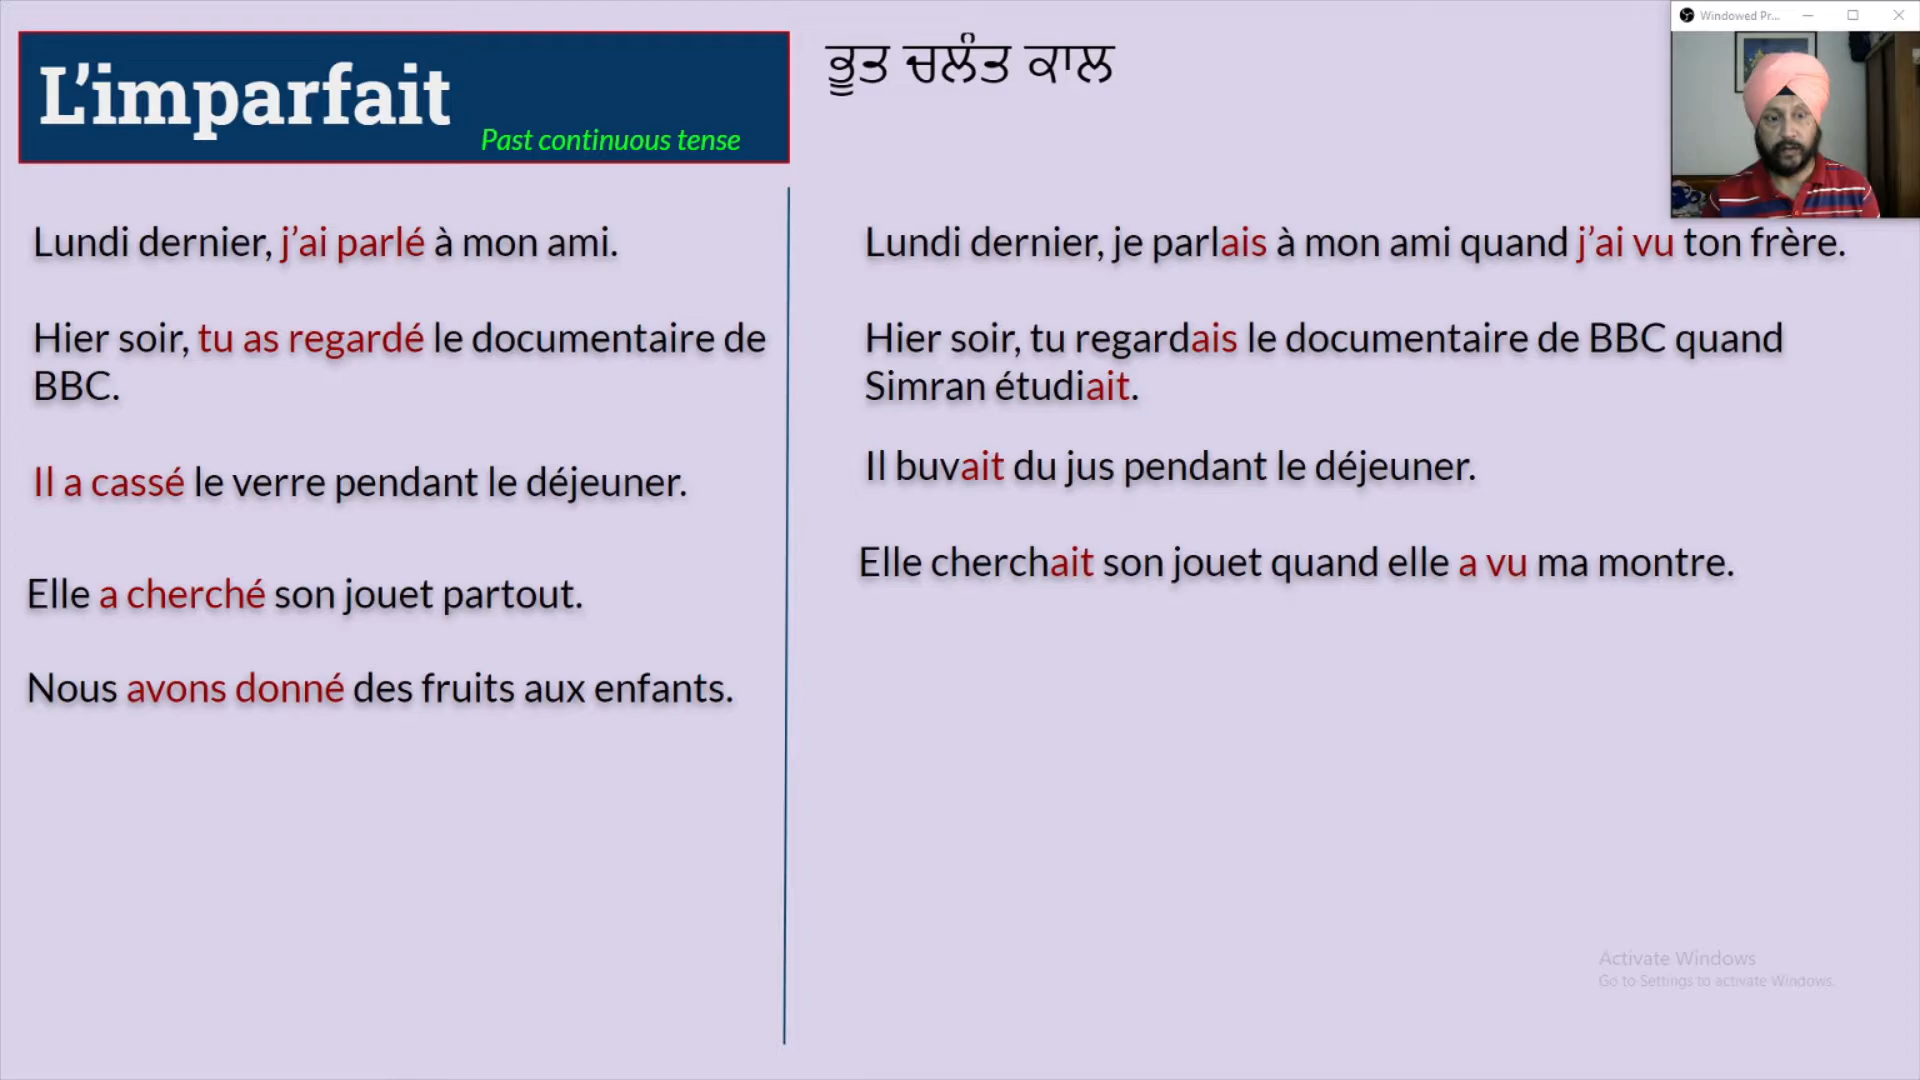 L'imparfait
Past continuous tense
ਭੂਤ ਚਲੰਤ ਕਾਲ
Windowed Pr...
Lundi dernier, j'ai parlé à mon ami.
Hier soir, tu as regardé le documentaire de
BBC.
Il a cassé le verre pendant le déjeuner.
Elle a cherché son jouet partout.
Nous avons donné des fruits aux enfants.
Lundi dernier, je parlais à mon ami quand j'ai vu ton frère.
Hier soir, tu regardais le documentaire de BBC quand
Simran étudiait.
Il buvait du jus pendant le déjeuner.
Elle cherchait son jouet quand elle a vu ma montre.
Activate Windows
Go to Settings to activate Windows.